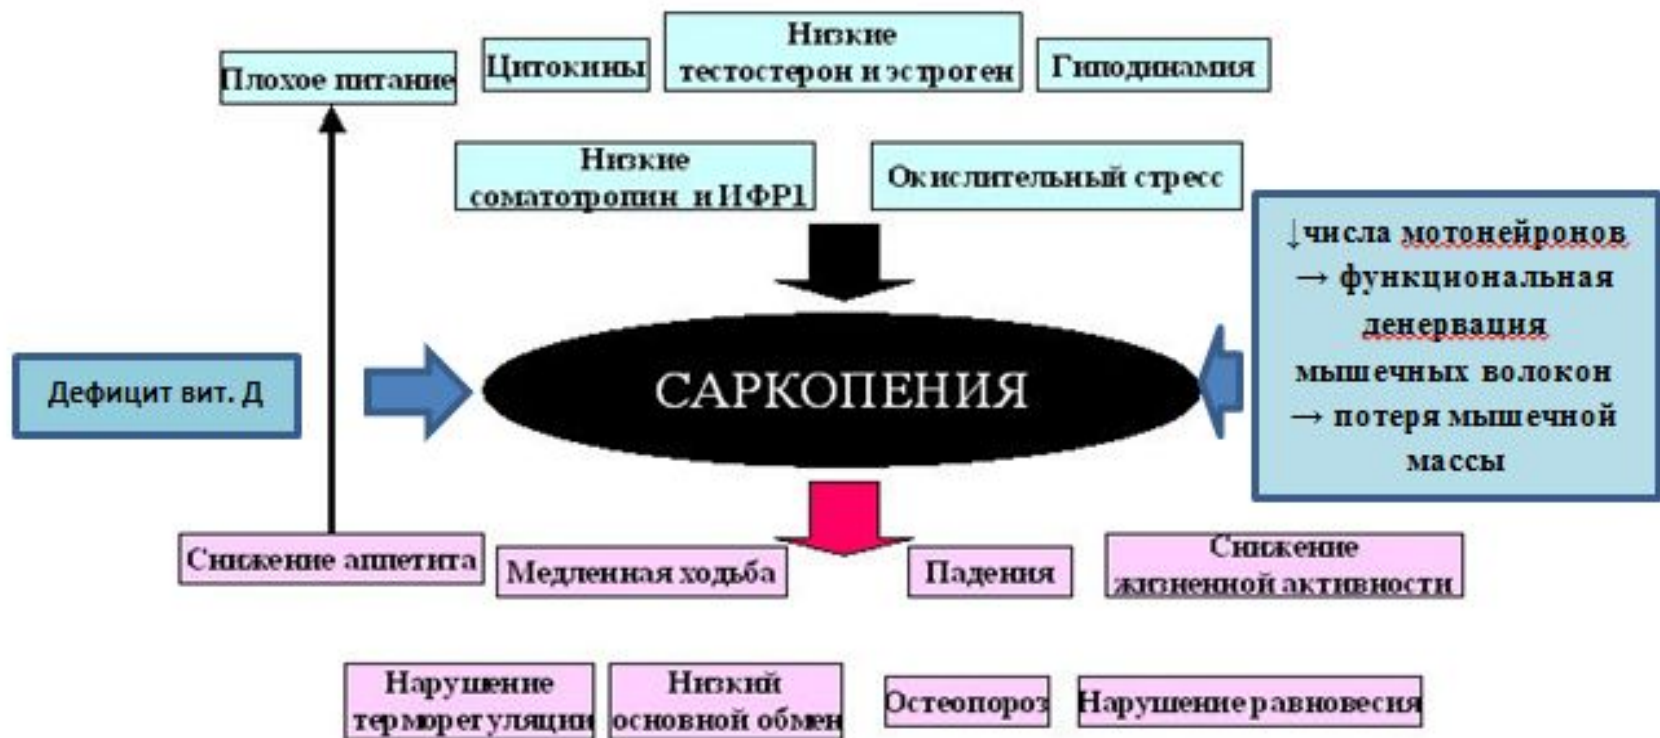 Плохое питание
Цитокины
Низкие
тестостерон и эстроген
Гиподинамия
Низкие
соматотропин и ИФР1
Окислительный стресс
↓числа мотонейронов
→ функциональная
денервация
мышечных волокон
→ потеря мышечной
массы
Дефицит вит. Д
САРКОПЕНИЯ
Снижение аппетита
Медленная ходьба
Падения
Снижение
жизненной активности
Нарушение
терморегуляции
Низкий
основной обмен
Остеопороз
Нарушение равновесия